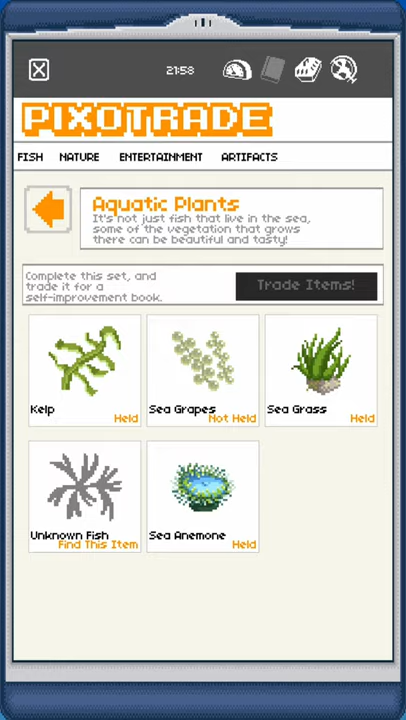 21:58
PIXOTRADE
FISH NATURE ENTERTAINMENT ARTIFACTS
Aquatic Plants
It's not just fish that live in the sea,
some of the vegetation that grows
there can be beautiful and tasty!
Complete this set, and
trade it for a
self-improvement book.
Trade Items!
Kelp
Held
Sea Grapes
Not Held
Sea Grass
Held
Unknown Fish
Find This Item
Sea Anemone
Held